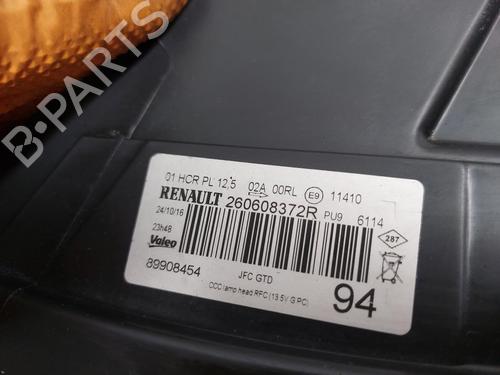 B-PARTS
01 HCR PL 12,5 02A 00RL E9 11410
RENAULT 260608372R PU9 6114
24/10/16
23h48
Valeo
287
89908454 JFC GTD
CCC lamp head RFC (13.5V G PC)
94